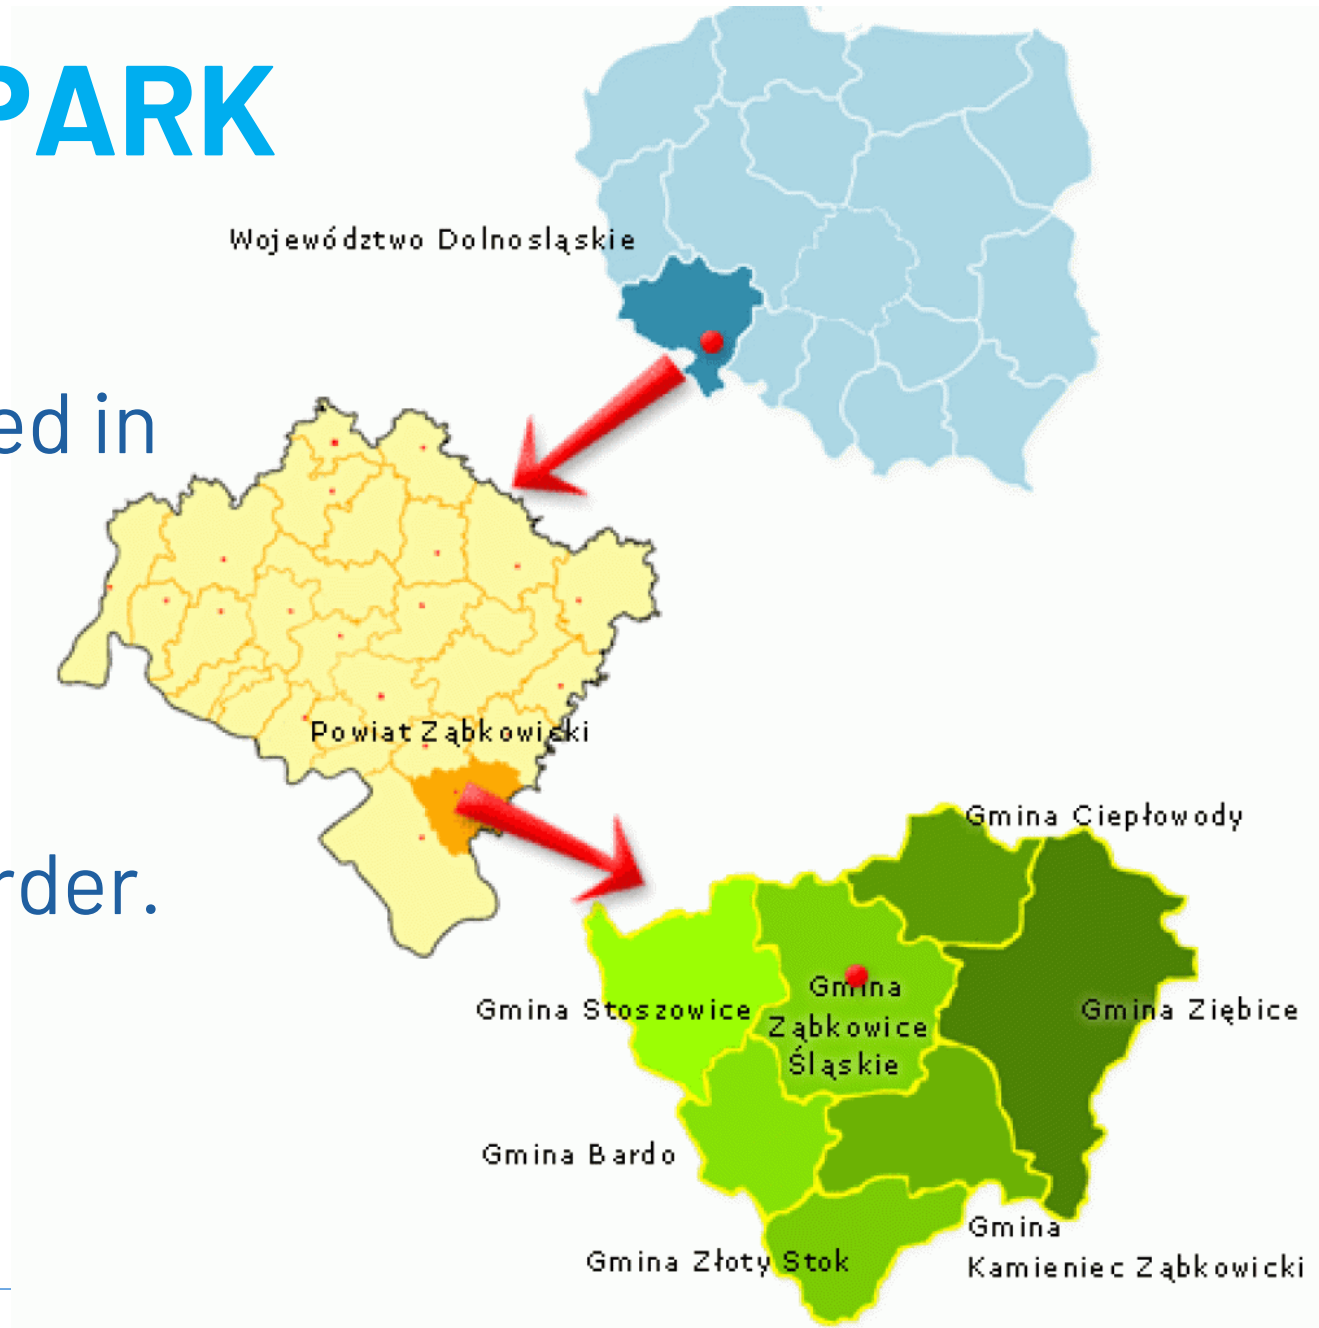 PARK
Województwo Dolnosląskie
ed in
Powiat Ząbkowicki
rder.
Gmina Ciepłowody
Gmina Stoszowice
Gmina
Ząbkowice
Śląskie
Gmina Ziębice
Gmina Bardo
Gmina Złoty Stok
Gmina
Kamieniec Ząbkowicki